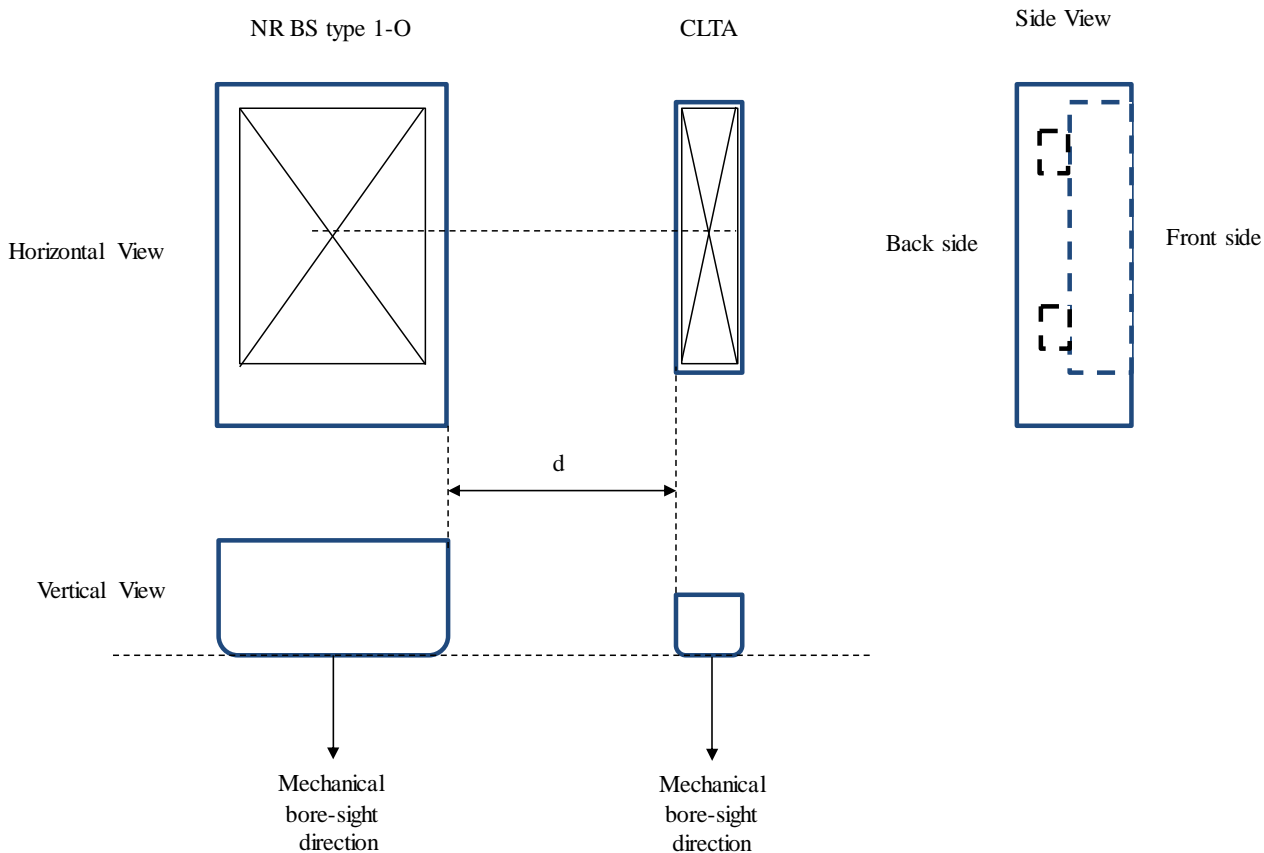 NR BS type 1-O
CLTA
Side View
Horizontal View
Back side
Front side
d
Vertical View
Mechanical
bore-sight
direction
Mechanical
bore-sight
direction